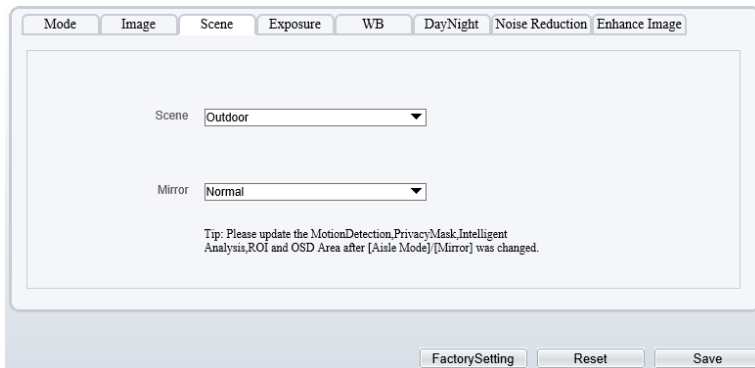 Mode Image Scene Exposure WB DayNight Noise Reduction Enhance Image
Scene Outdoor
Mirror Normal
Tip: Please update the MotionDetection,PrivacyMask,Intelligent
Analysis,ROI and OSD Area after [Aisle Mode]/[Mirror] was changed.
FactorySetting Reset Save